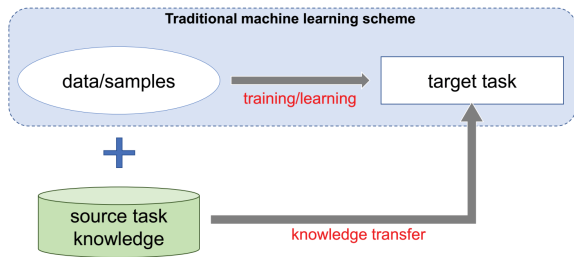 Traditional machine learning scheme
data/samples
training/learning
target task
source task
knowledge
knowledge transfer